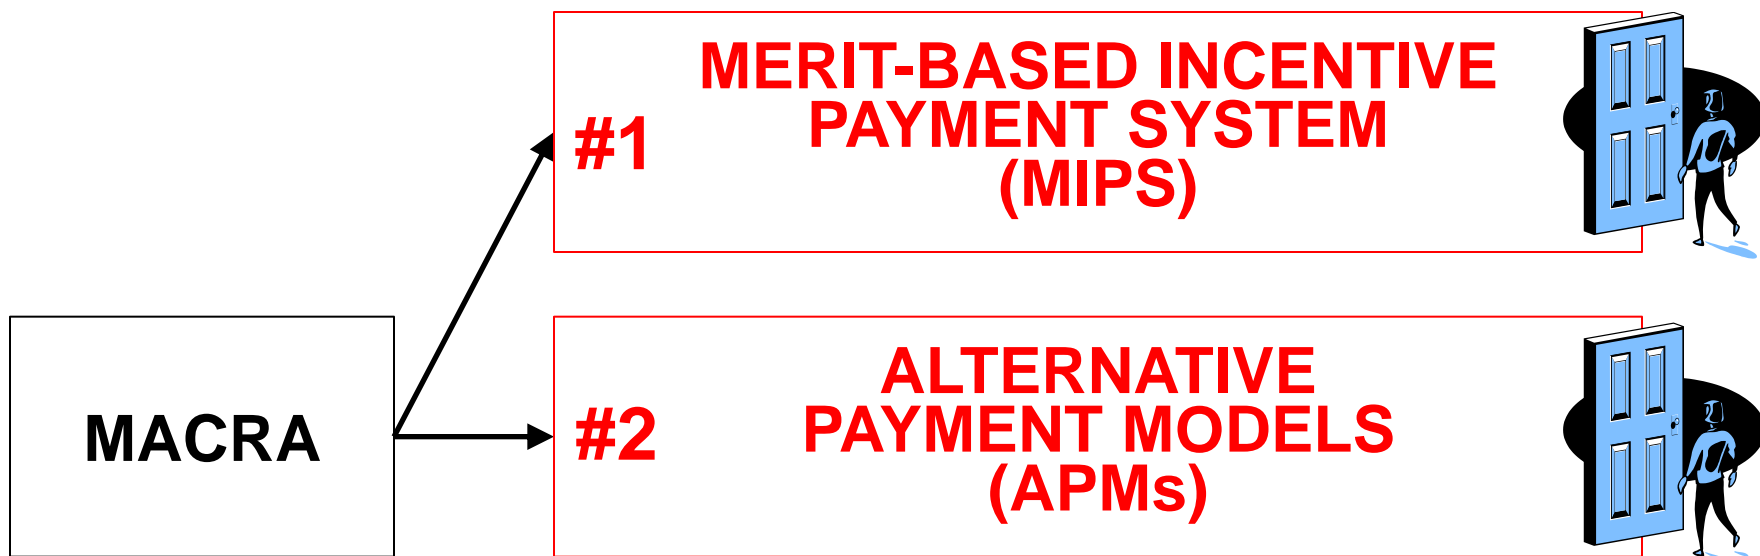 MERIT-BASED INCENTIVE
#1 PAYMENT SYSTEM
(MIPS)
MACRA
ALTERNATIVE
#2 PAYMENT MODELS
(APMs)